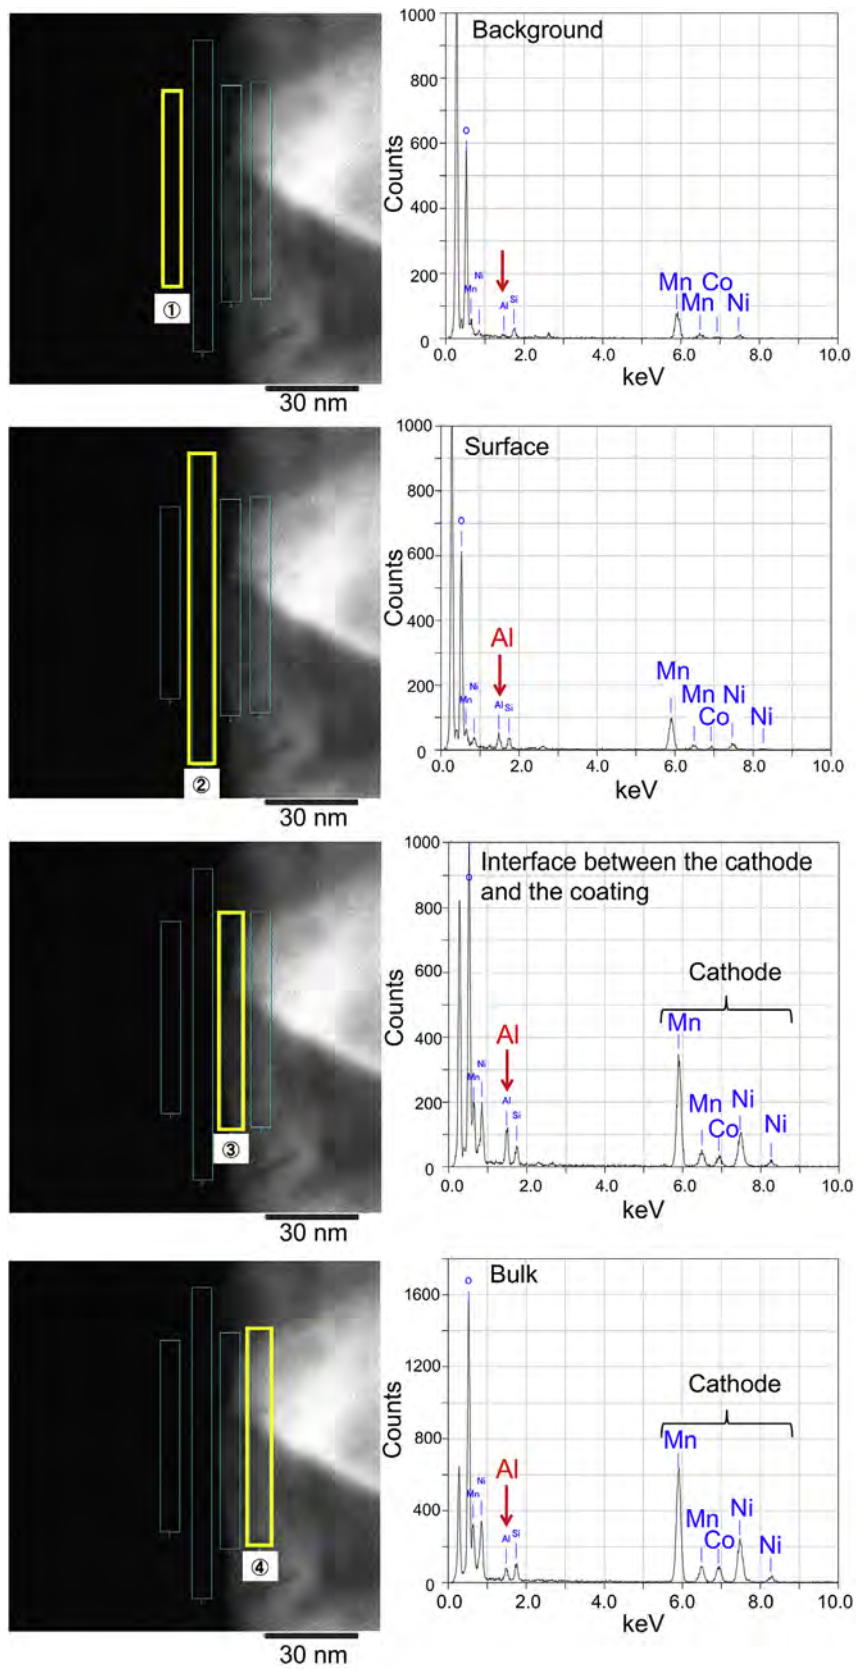 ①
30 nm
Background
Counts
1000
800
600
400
200
0
0.0 2.0 4.0 6.0 8.0 10.0
keV
O
Ni
Mn
Al
Si
Mn Co
Mn Ni
②
30 nm
Surface
Counts
1000
800
600
400
200
0
0.0 2.0 4.0 6.0 8.0 10.0
keV
O
Al
Ni
Mn
Al
Si
Mn
Mn Ni
Co Ni
③
30 nm
Interface between the cathode
and the coating
Counts
1000
800
600
400
200
0
0.0 2.0 4.0 6.0 8.0 10.0
keV
O
Cathode
Al
Ni
Mn
Al
Si
Mn
Mn Ni
Co Ni
④
30 nm
Bulk
Counts
1600
1200
800
400
0
0.0 2.0 4.0 6.0 8.0 10.0
keV
O
Cathode
Al
Ni
Mn
Al
Si
Mn
Mn Ni
Co Ni